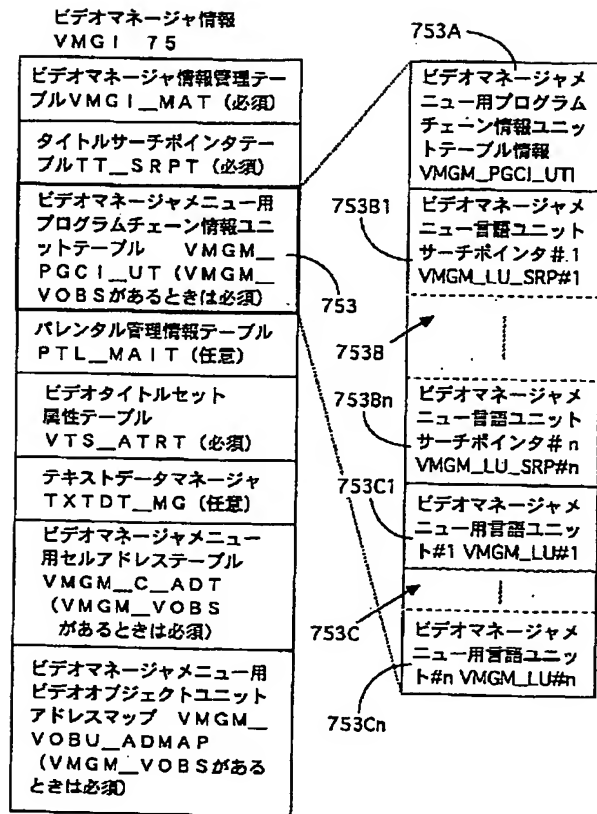 ビデオマネージャ情報
VMGI 75
ビデオマネージャ情報管理テー
ブルVMGI__MAT (必須)
タイトルサーチポインタテー
ブルTT__SRPT (必須)
ビデオマネージャメニュー用
プログラムチェーン情報ユニ
ットテーブル VMGM__
PGCI__UT (VMGM__
VOBSがあるときは必須)
パレンタル管理情報テーブル
PTL__MAIT (任意)
ビデオタイトルセット
属性テーブル
VTS__ATRT (必須)
テキストデータマネージャ
TXTDT__MG (任意)
ビデオマネージャメニュー
用セルアドレステーブル
VMGM__C__ADT
(VMGM__VOBS
があるときは必須)
ビデオマネージャメニュー用
ビデオオブジェクトユニット
アドレスマップ VMGM__
VOBU__ADMAP
(VMGM__VOBSがある
ときは必須)
753
753A
ビデオマネージャメ
ニュー用プログラム
チェーン情報ユニッ
トテーブル情報
VMGM_PGCI_UTI
753B1
ビデオマネージャメ
ニュー言語ユニット
サーチポインタ#1
VMGM_LU_SRP#1
753B
753Bn
ビデオマネージャメ
ニュー言語ユニット
サーチポインタ#n
VMGM_LU_SRP#n
753C1
ビデオマネージャメ
ニュー用言語ユニッ
ト#1 VMGM_LU#1
753C
ビデオマネージャメ
ニュー用言語ユニッ
ト#n VMGM_LU#n
753Cn